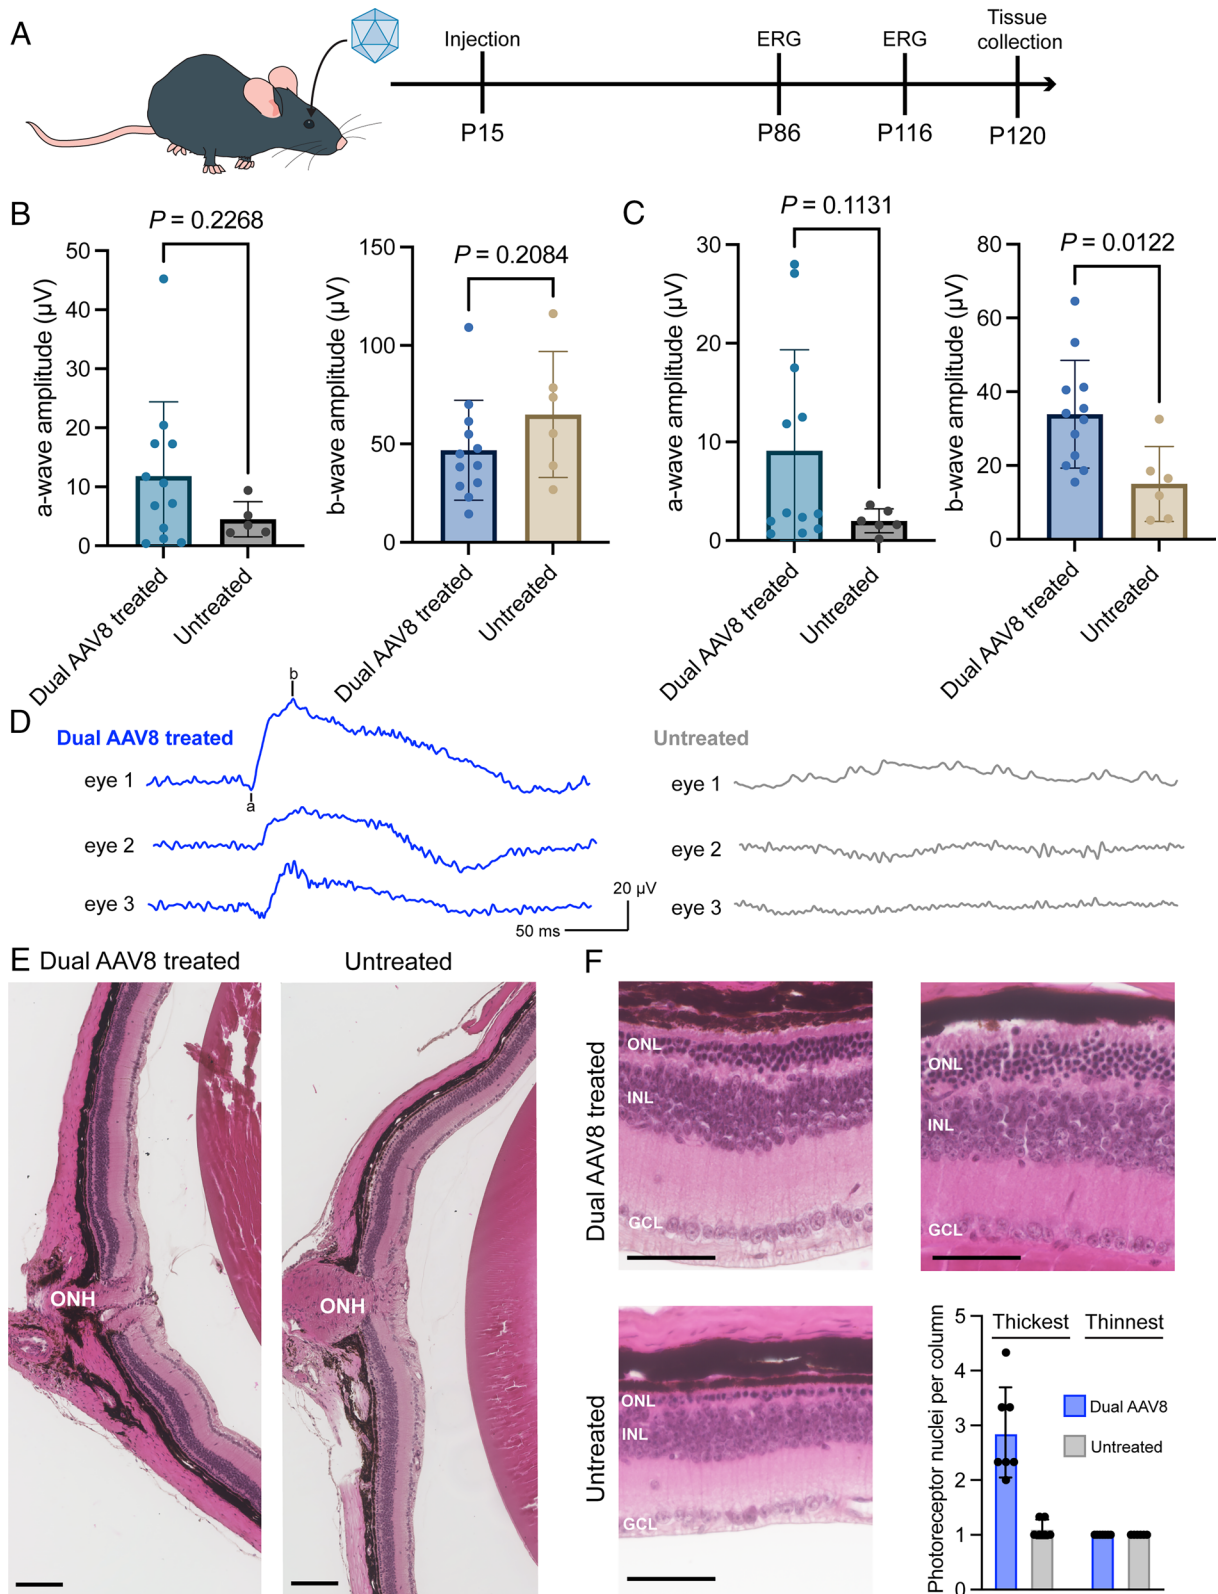 A
Injection
ERG
ERG
Tissue
collection
P15
P86
P116
P120
B
P = 0.2268
a-wave amplitude (µV)
50
40
30
20
10
0
Dual AAV8 treated
Untreated
P = 0.2084
b-wave amplitude (µV)
150
100
50
0
Dual AAV8 treated
Untreated
C
P = 0.1131
a-wave amplitude (µV)
30
20
10
0
Dual AAV8 treated
Untreated
P = 0.0122
b-wave amplitude (µV)
80
60
40
20
0
Dual AAV8 treated
Untreated
D
Dual AAV8 treated
b
eye 1
a
eye 2
eye 3
20 µV
50 ms
Untreated
eye 1
eye 2
eye 3
E
Dual AAV8 treated
Untreated
ONH
ONH
F
Dual AAV8 treated
ONL
INL
GCL
ONL
INL
GCL
Untreated
ONL
INL
GCL
Photoreceptor nuclei per column
5
4
3
2
1
0
Thickest
Thinnest
Dual AAV8
Untreated